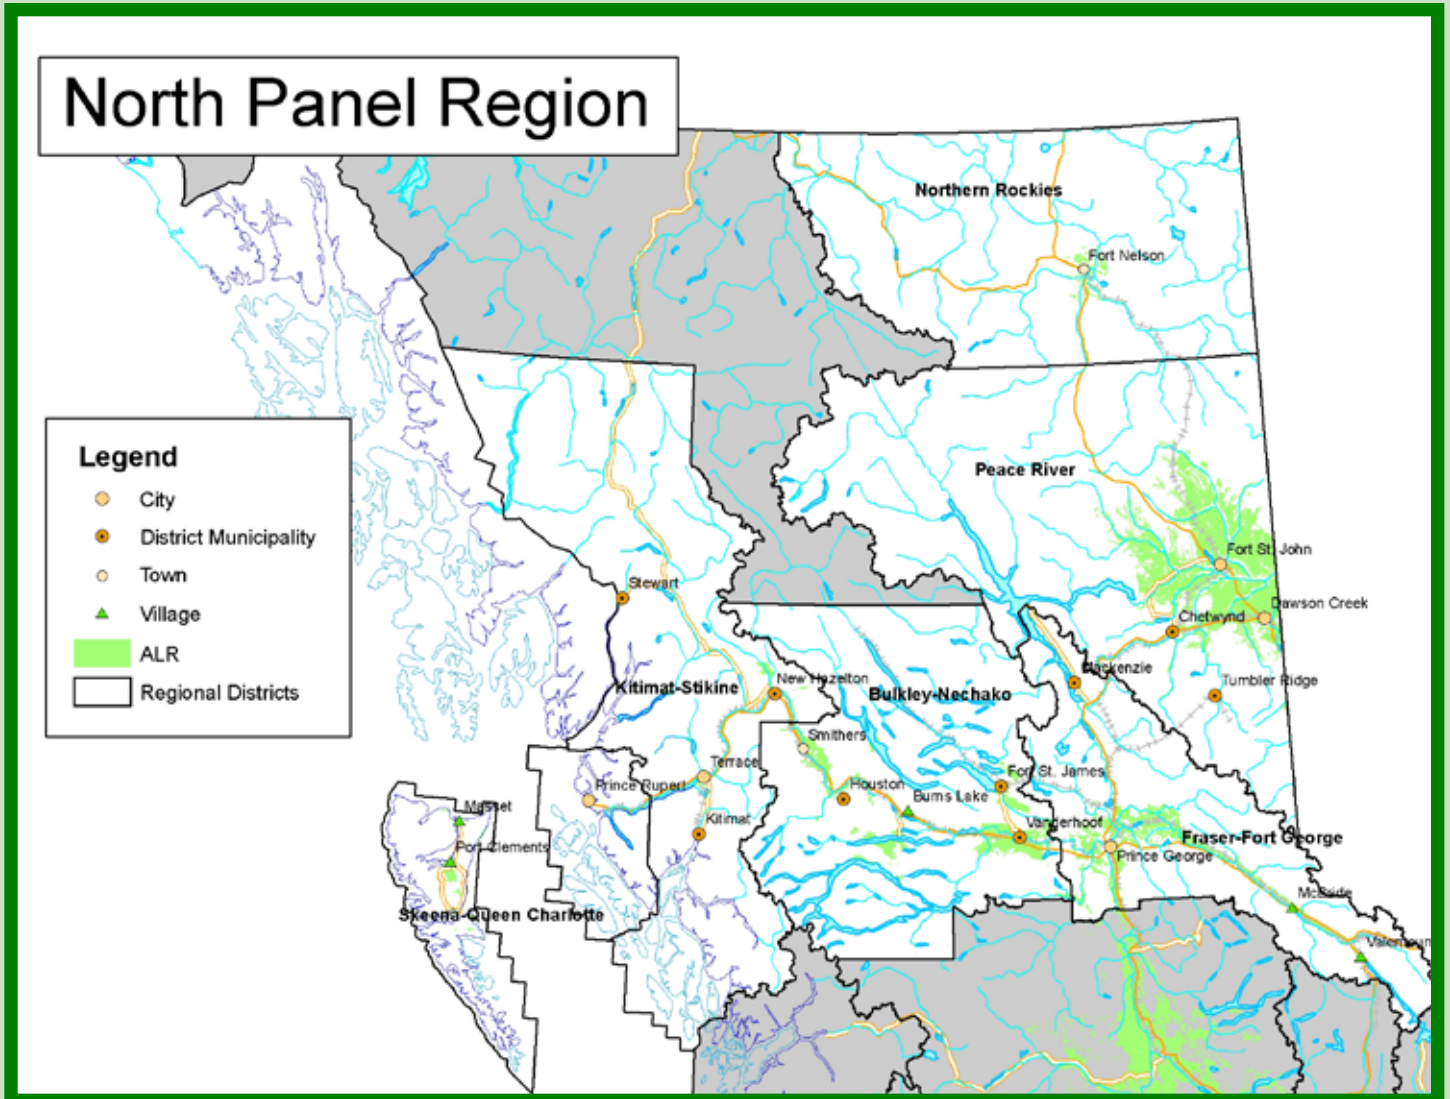 North Panel Region
Northern Rockies
Fort Nelson
Legend
City
District Municipality
Town
Village
ALR
Regional Districts
Peace River
Fort St. John
Dawson Creek
Chetwynd
Stewart
Mackenzie
Tumbler Ridge
New Hazelton
Kitimat-Stikine
Bulkley-Nechako
Smithers
Terrace
Fort St. James
Prince Rupert
Houston
Burns Lake
Masset
Kitimat
Vanderhoof
Fraser-Fort George
Port Clements
Prince George
McBride
Skeena-Queen Charlotte